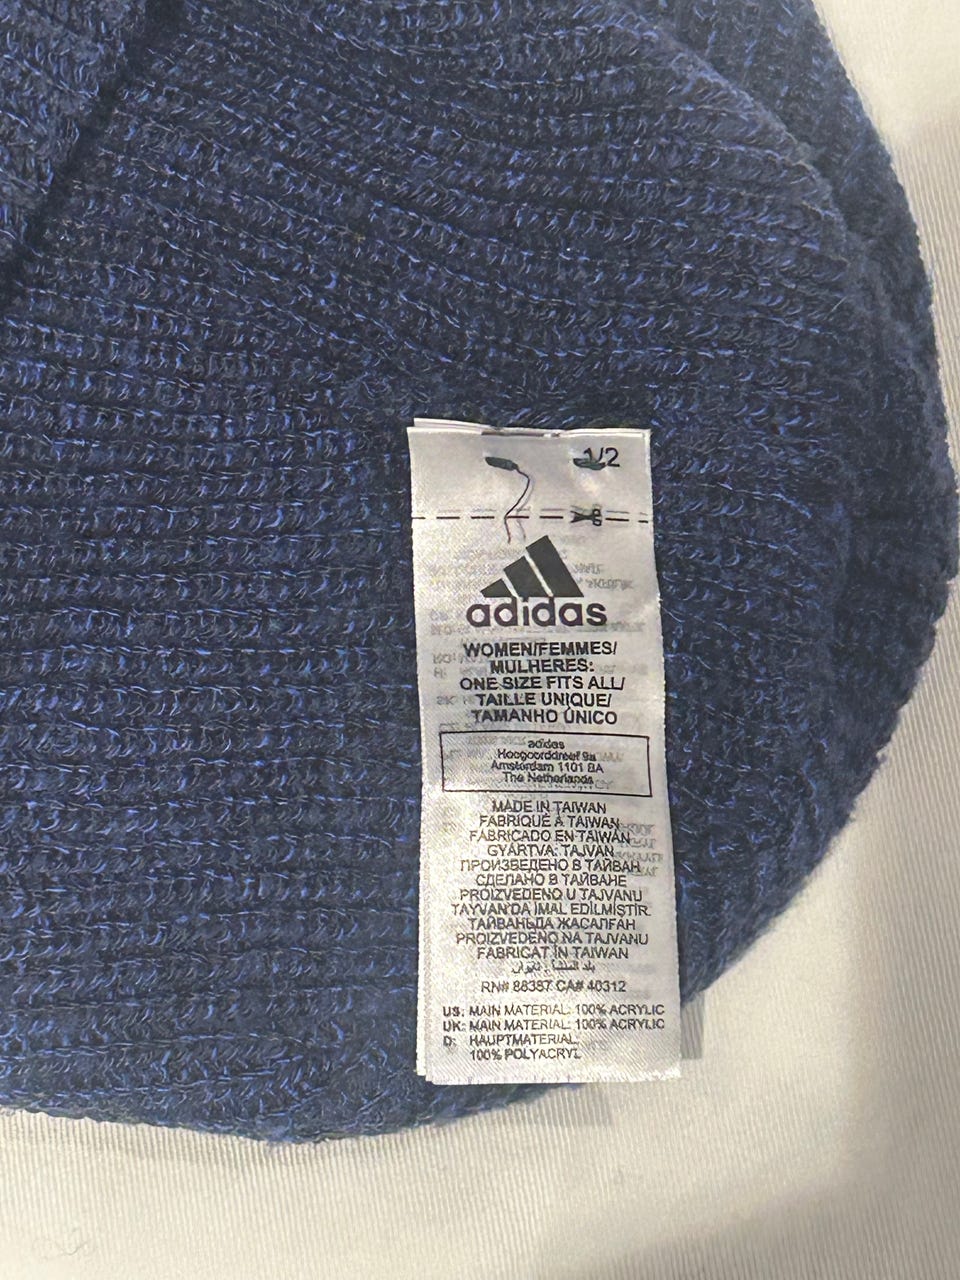 1/2
adidas
WOMEN/FEMMES/
MULHERES:
ONE SIZE FITS ALL/
TAILLE UNIQUE/
TAMANHO ÚNICO
adidas
Hoogoorddreef 9a
Amsterdam 1101 BA
The Netherlands
MADE IN TAIWAN
FABRIQUÉ À TAIWAN
FABRICADO EN TAIWÁN
GYÁRTVA: TAJVAN
ПРОИЗВЕДЕНО В ТАЙВАН
СДЕЛАНО В ТАЙВАНЕ
PROIZVEDENO U TAJVANU
TAYVAN'DA İMAL EDİLMİŞTİR
ТАЙВАНЬДА ЖАСАЛҒАН
PROIZVEDENO NA TAJVANU
FABRICAT ÎN TAIWAN
بلد المنشأ: تايوان
RN# 88387 CA# 40312
US: MAIN MATERIAL: 100% ACRYLIC
UK: MAIN MATERIAL: 100% ACRYLIC
D: HAUPTMATERIAL:
100% POLYACRYL